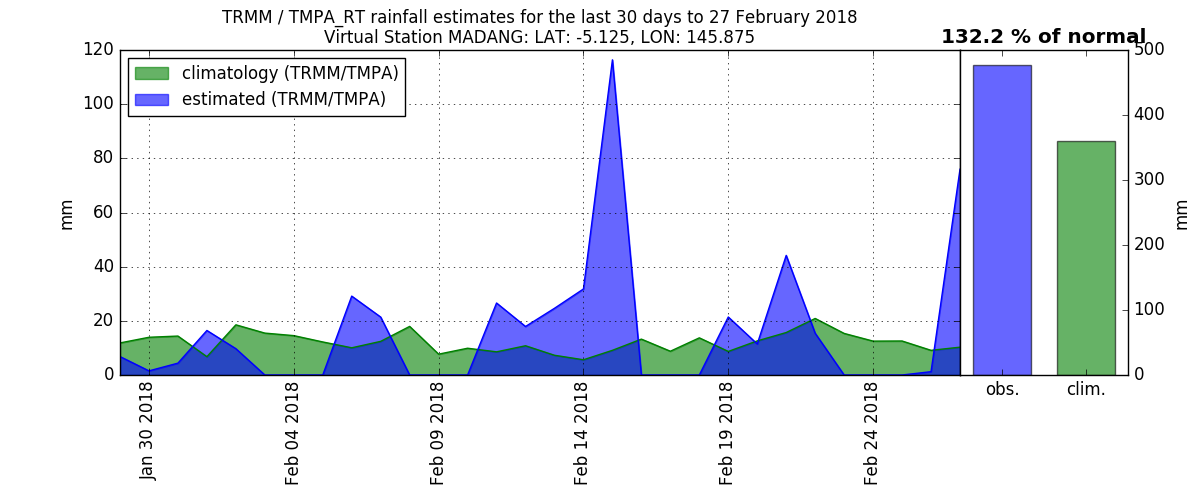 TRMM / TMPA_RT rainfall estimates for the last 30 days to 27 February 2018
Virtual Station MADANG: LAT: -5.125, LON: 145.875
132.2 % of normal
climatology (TRMM/TMPA)
estimated (TRMM/TMPA)
120
100
80
60
40
20
0
mm
500
400
300
200
100
0
mm
Jan 30 2018
Feb 04 2018
Feb 09 2018
Feb 14 2018
Feb 19 2018
Feb 24 2018
obs.
clim.